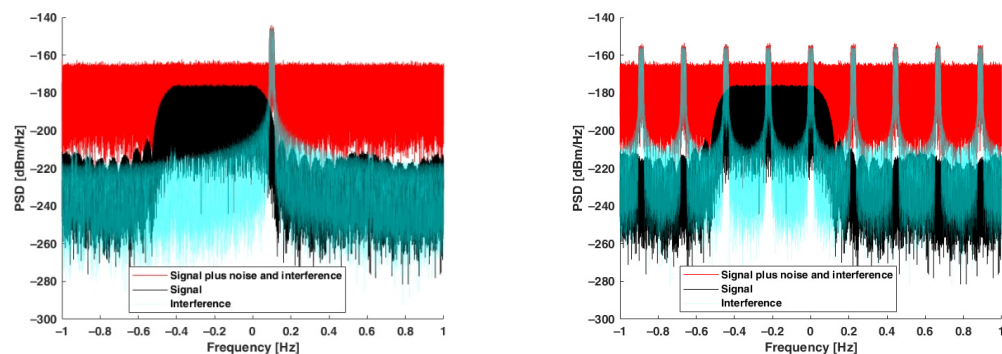 −140
−160
−180
−200
−220
−240
−260
−280
−300
PSD [dBm/Hz]
Signal plus noise and interference
Signal
Interference
−1 −0.8 −0.6 −0.4 −0.2 0 0.2 0.4 0.6 0.8 1
Frequency [Hz]
−140
−160
−180
−200
−220
−240
−260
−280
−300
PSD [dBm/Hz]
Signal plus noise and interference
Signal
Interference
−1 −0.8 −0.6 −0.4 −0.2 0 0.2 0.4 0.6 0.8 1
Frequency [Hz]